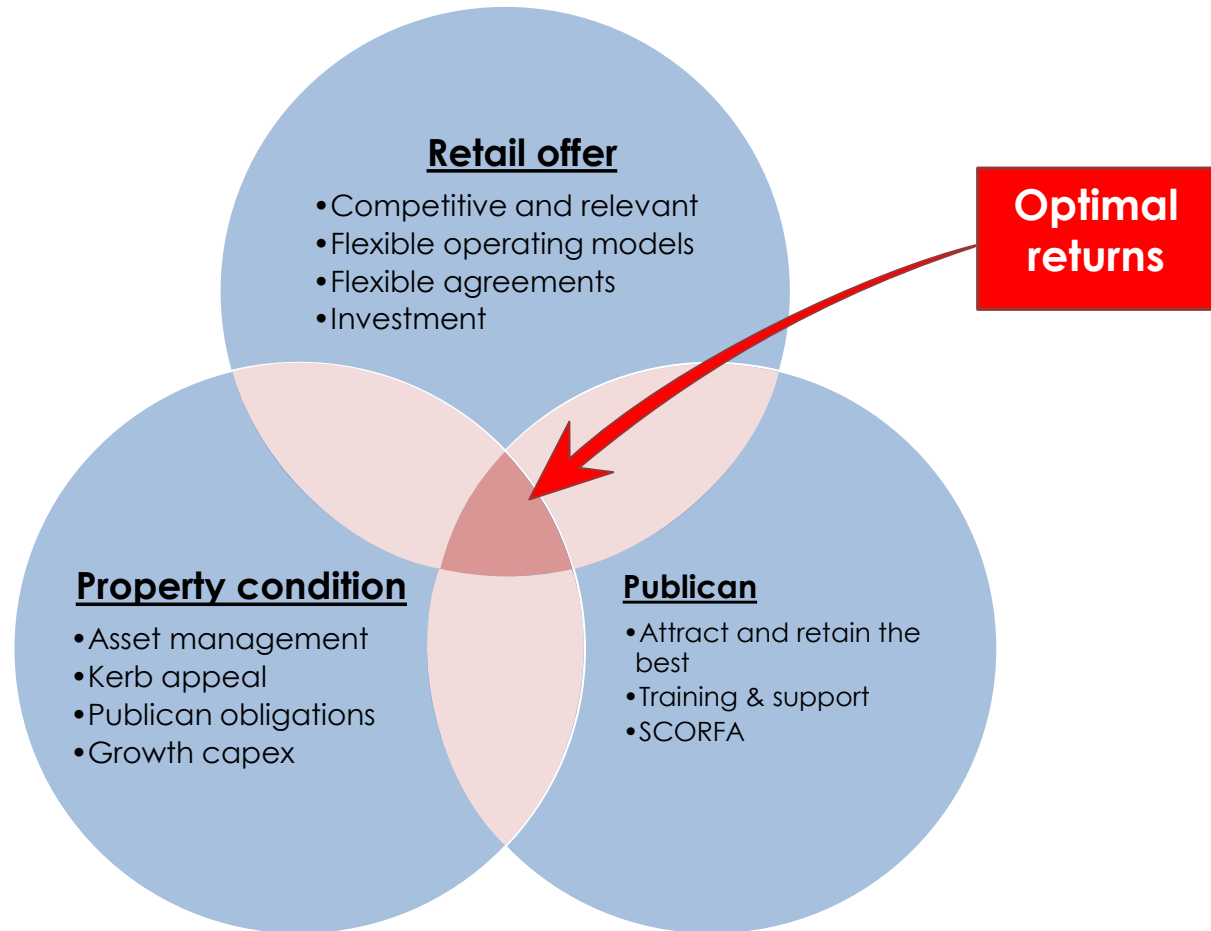 Retail offer
•Competitive and relevant
•Flexible operating models
•Flexible agreements
•Investment
Optimal
returns
Property condition
•Asset management
•Kerb appeal
•Publican obligations
•Growth capex
Publican
•Attract and retain the
best
•Training & support
•SCORFA